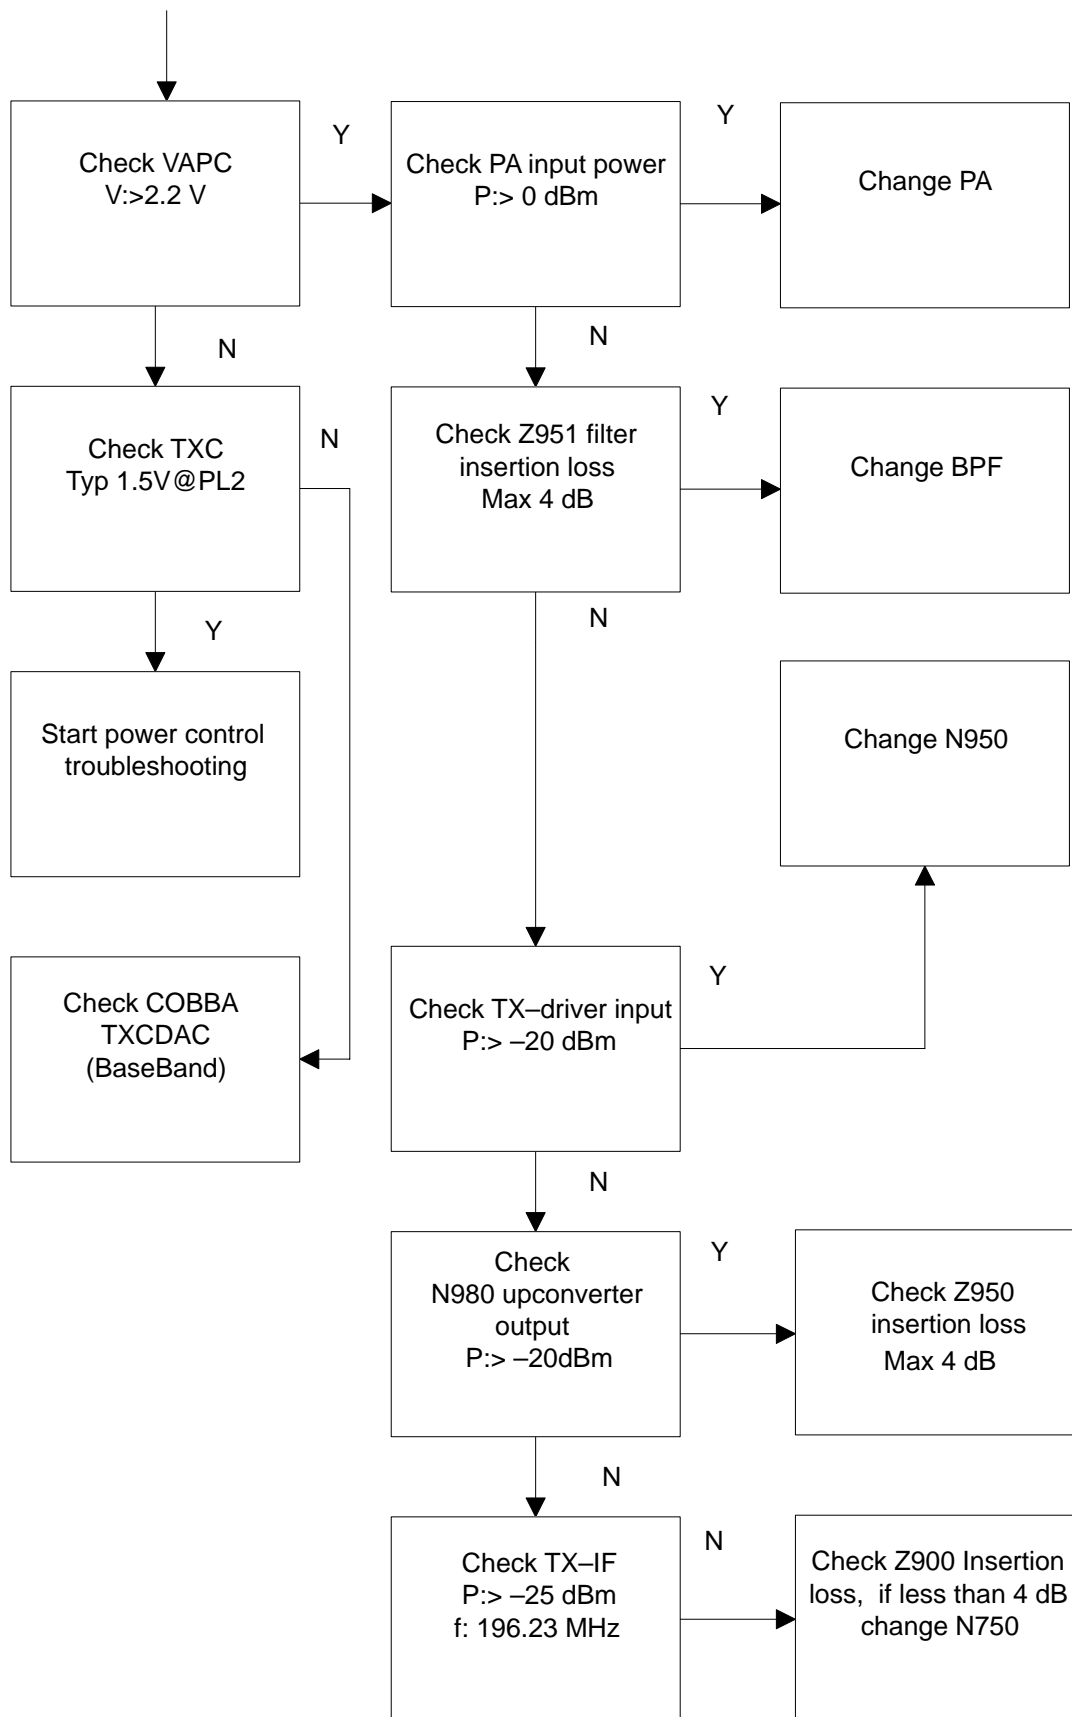 Check VAPC
V:>2.2 V
Y
Check PA input power
P:> 0 dBm
Y
Change PA
N
N
Check TXC
Typ 1.5V@PL2
N
Check Z951 filter
insertion loss
Max 4 dB
Y
Change BPF
Y
N
Start power control
troubleshooting
Change N950
Check COBBA
TXCDAC
(BaseBand)
Check TX–driver input
P:> –20 dBm
Y
N
Check
N980 upconverter
output
P:> –20dBm
Y
Check Z950
insertion loss
Max 4 dB
N
Check TX–IF
P:> –25 dBm
f: 196.23 MHz
N
Check Z900 Insertion
loss, if less than 4 dB
change N750